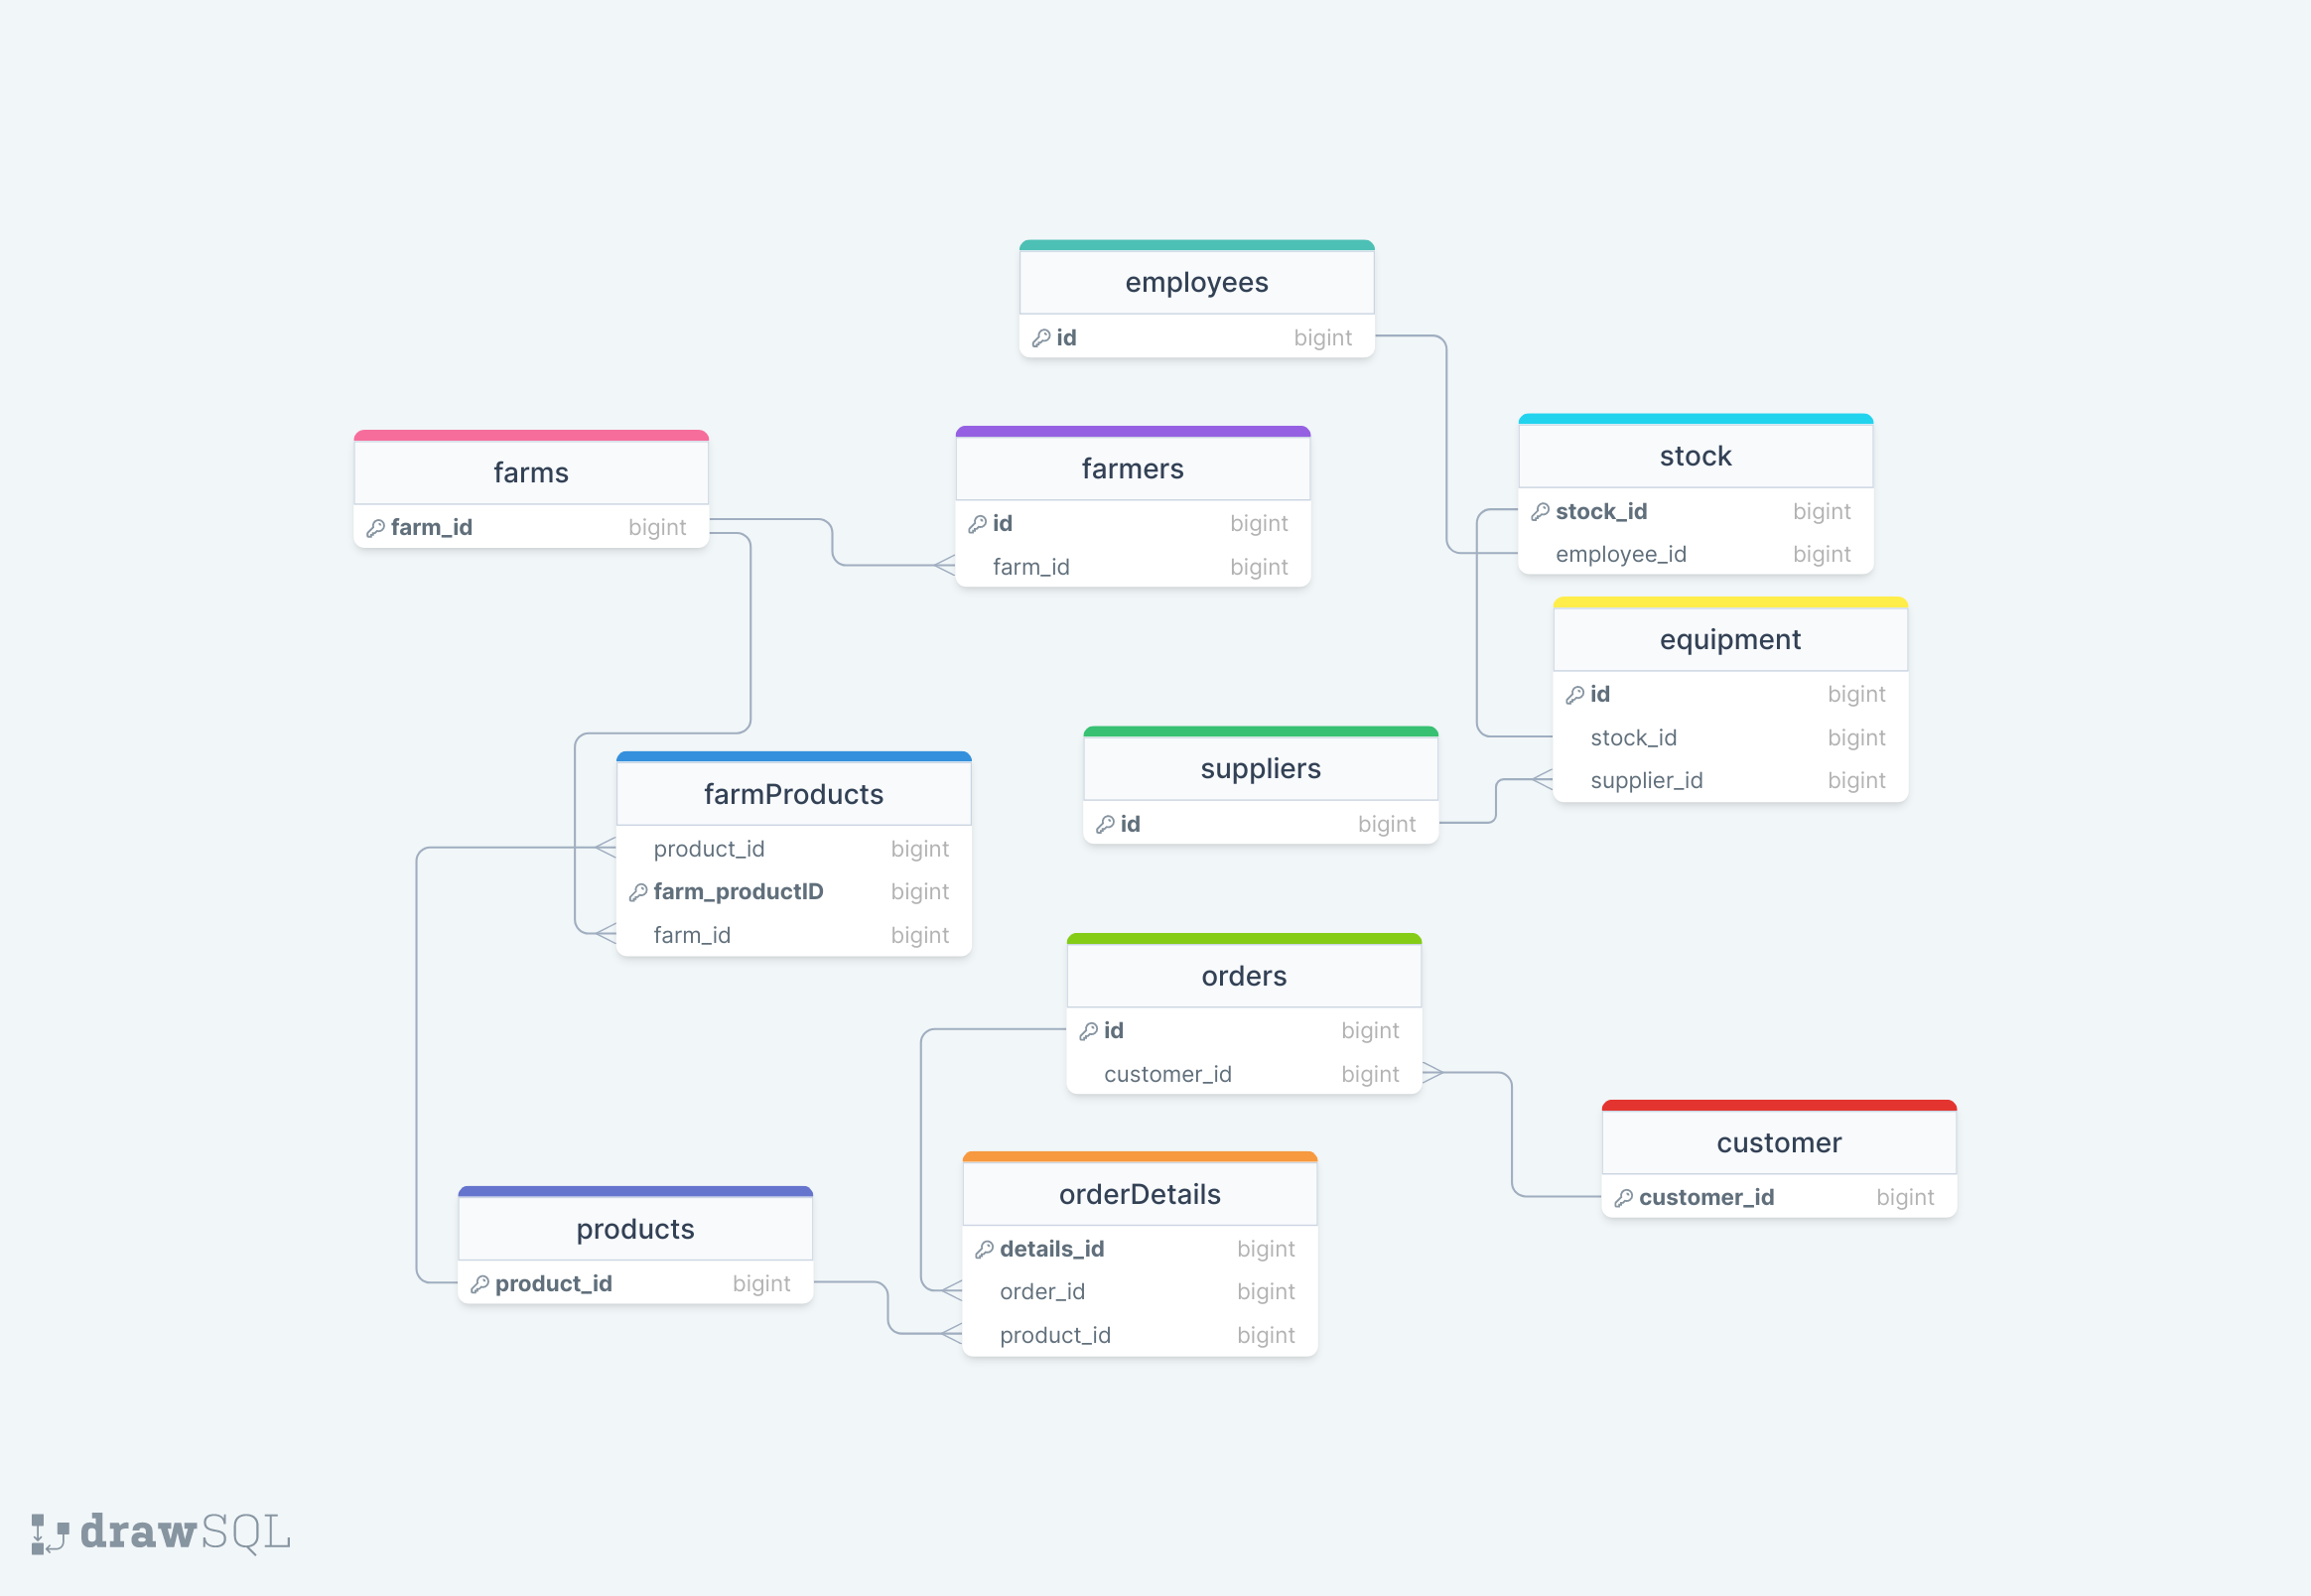 employees
id bigint
farms
farm_id bigint
farmers
id bigint
farm_id bigint
stock
stock_id bigint
employee_id bigint
equipment
id bigint
stock_id bigint
supplier_id bigint
suppliers
id bigint
farmProducts
product_id bigint
farm_productID bigint
farm_id bigint
orders
id bigint
customer_id bigint
customer
customer_id bigint
orderDetails
details_id bigint
order_id bigint
product_id bigint
products
product_id bigint
drawSQL